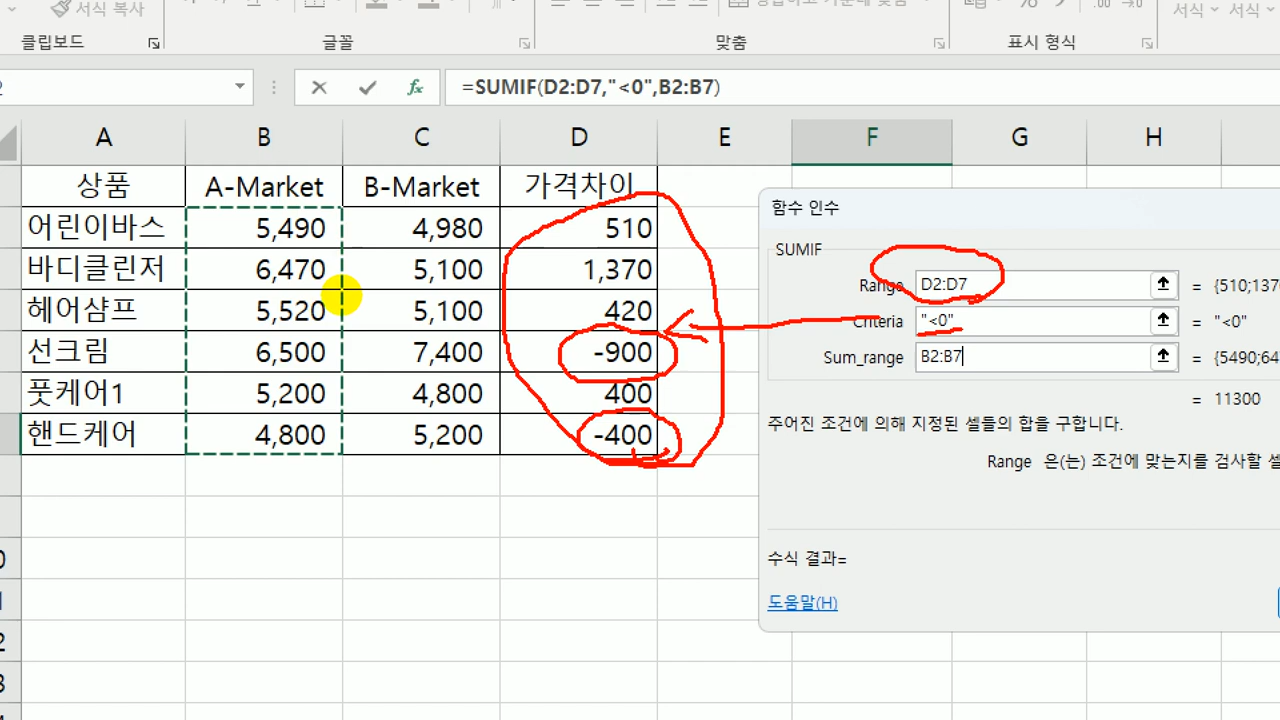 서식 복사
서식 서식
클립보드 글꼴 맞춤 표시 형식
=SUMIF(D2:D7,"<0",B2:B7)
A B C D E F G H
상품 A-Market B-Market 가격차이
어린이바스 5,490 4,980 510
바디클린저 6,470 5,100 1,370
헤어샴프 5,520 5,100 420
선크림 6,500 7,400 -900
풋케어1 5,200 4,800 400
핸드케어 4,800 5,200 -400
함수 인수
SUMIF
Range D2:D7 = {510;1370
Criteria "<0" = "<0"
Sum_range B2:B7 = {5490;64
= 11300
주어진 조건에 의해 지정된 셀들의 합을 구합니다.
Range 은(는) 조건에 맞는지를 검사할 셀
수식 결과=
도움말(H)